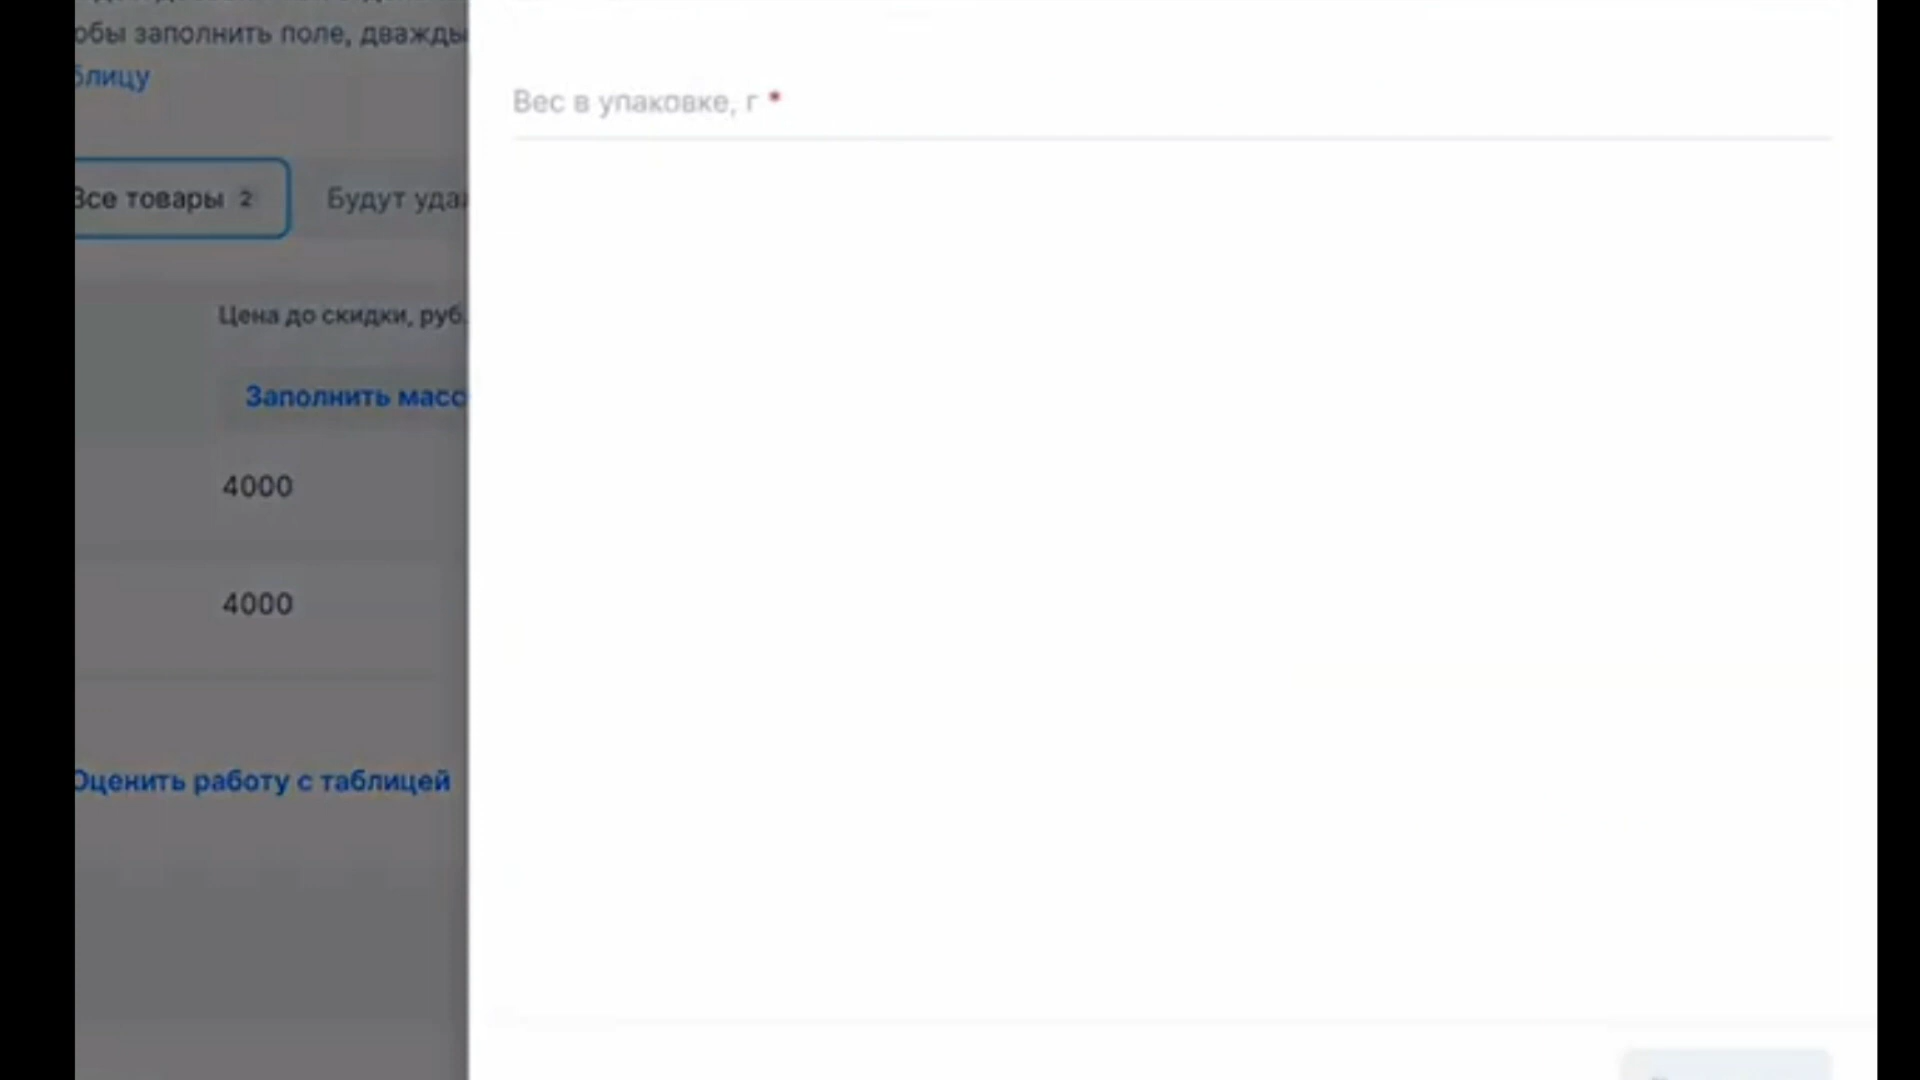 обы заполнить поле, дважды
блицу
Все товары 2
Будут уда
Цена до скидки, руб.
Заполнить масс
4000
4000
Оценить работу с таблицей
Вес в упаковке, г *